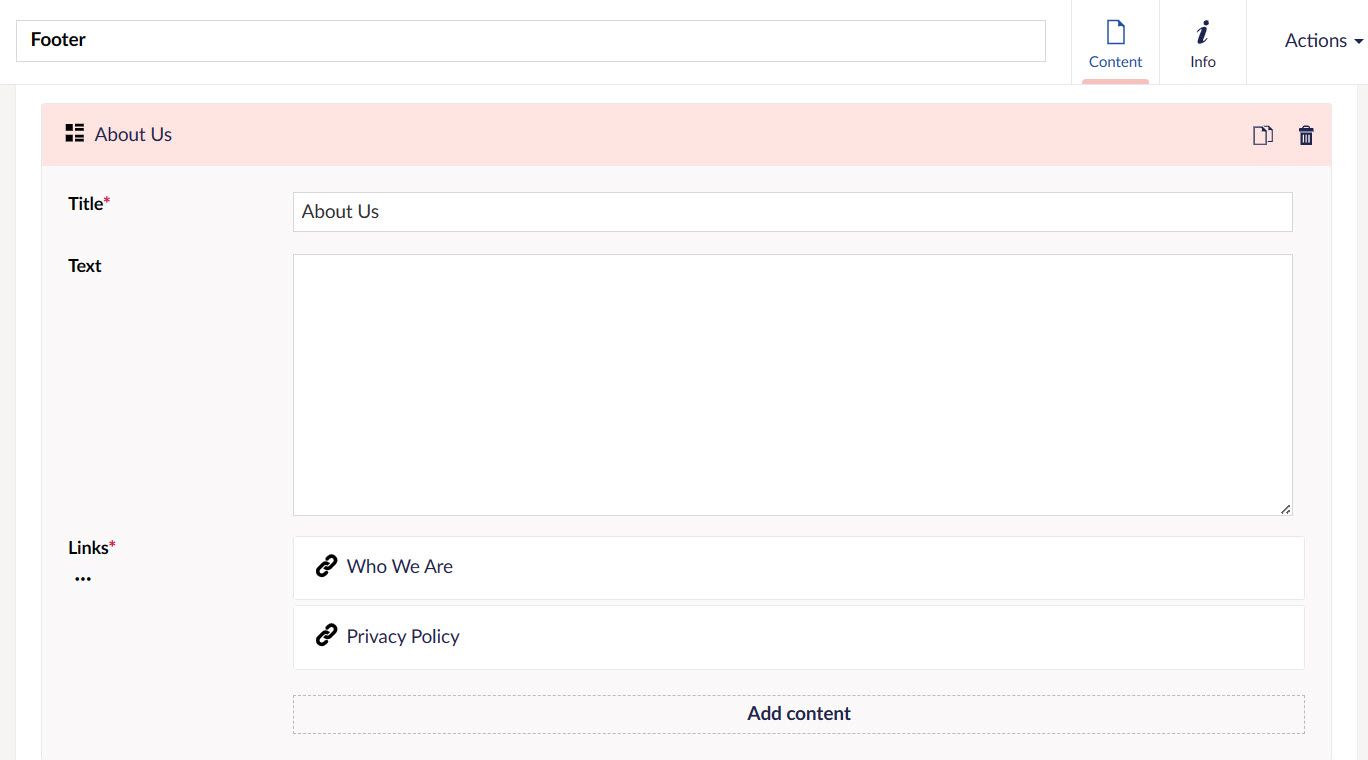 Footer
Content
Info
Actions
About Us
Title*
About Us
Text
Links*
Who We Are
Privacy Policy
Add content